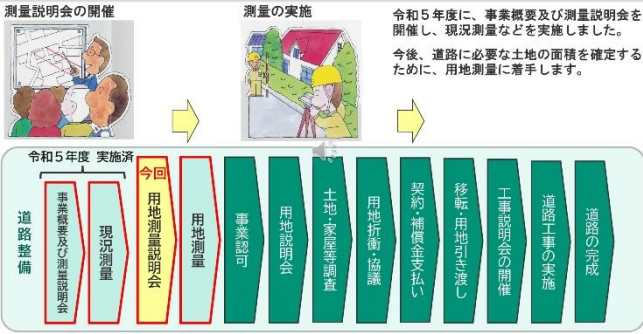 測量説明会の開催
測量の実施
令和５年度に、事業概要及び測量説明会を
開催し、現況測量などを実施しました。
今後、道路に必要な土地の面積を確定する
ために、用地測量に着手します。
令和５年度 実施済
今回
道路整備
事業概要及び測量説明会
現況測量
用地測量説明会
用地測量
事業認可
用地説明会
土地・家屋等調査
用地折衝・協議
契約・補償金支払い
移転・用地引き渡し
工事説明会の開催
道路工事の実施
道路の完成